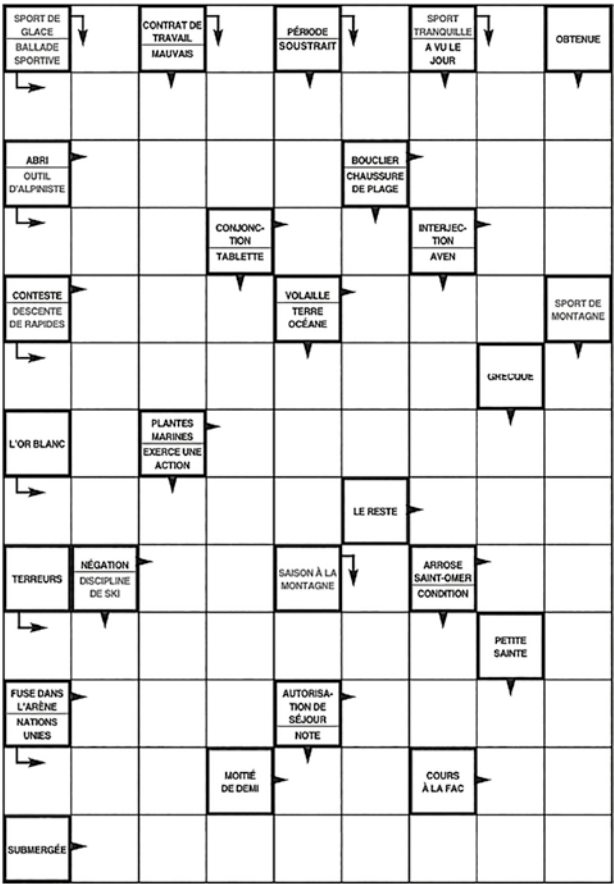 SPORT DE
GLACE
BALLADE
SPORTIVE
CONTRAT DE
TRAVAIL
MAUVAIS
PÉRIODE
SOUSTRAIT
SPORT
TRANQUILLE
A VU LE
JOUR
OBTENUE
ABRI
OUTIL
D'ALPINISTE
BOUCLIER
CHAUSSURE
DE PLAGE
CONJONC-
TION
TABLETTE
INTERJEC-
TION
AVEN
CONTESTE
DESCENTE
DE RAPIDES
VOLAILLE
TERRE
OCÉANE
SPORT DE
MONTAGNE
GRECQUE
L'OR BLANC
PLANTES
MARINES
EXERCE UNE
ACTION
LE RESTE
TERREURS
NÉGATION
DISCIPLINE
DE SKI
SAISON À LA
MONTAGNE
ARROSE
SAINT-OMER
CONDITION
PETITE
SAINTE
FUSE DANS
L'ARÈNE
NATIONS
UNIES
AUTORISA-
TION DE
SÉJOUR
NOTE
MOITIÉ
DE DEMI
COURS
À LA FAC
SUBMERGÉE